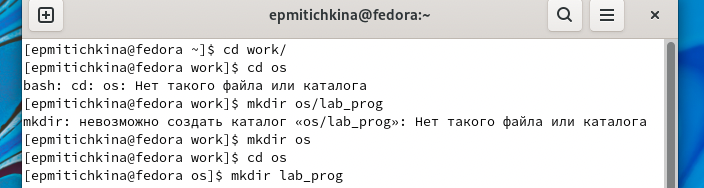 epmitichkina@fedora:~
[epmitichkina@fedora ~]$ cd work/
[epmitichkina@fedora work]$ cd os
bash: cd: os: Нет такого файла или каталога
[epmitichkina@fedora work]$ mkdir os/lab_prog
mkdir: невозможно создать каталог «os/lab_prog»: Нет такого файла или каталога
[epmitichkina@fedora work]$ mkdir os
[epmitichkina@fedora work]$ cd os
[epmitichkina@fedora os]$ mkdir lab_prog